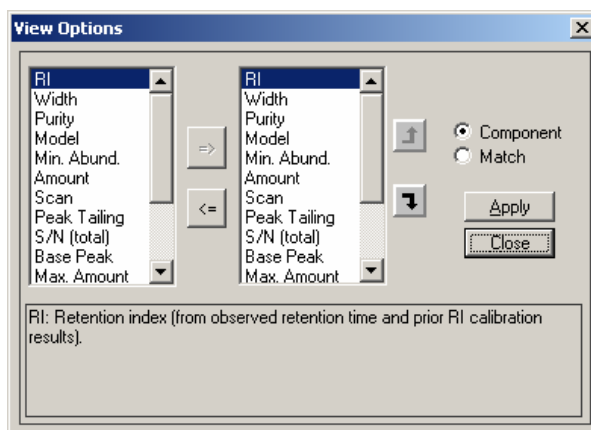 View Options
RI
Width
Purity
Model
Min. Abund.
Amount
Scan
Peak Tailing
S/N (total)
Base Peak
Max. Amount
=>
<=
RI
Width
Purity
Model
Min. Abund.
Amount
Scan
Peak Tailing
S/N (total)
Base Peak
Max. Amount
Component
Match
Apply
Close
RI: Retention index (from observed retention time and prior RI calibration
results).